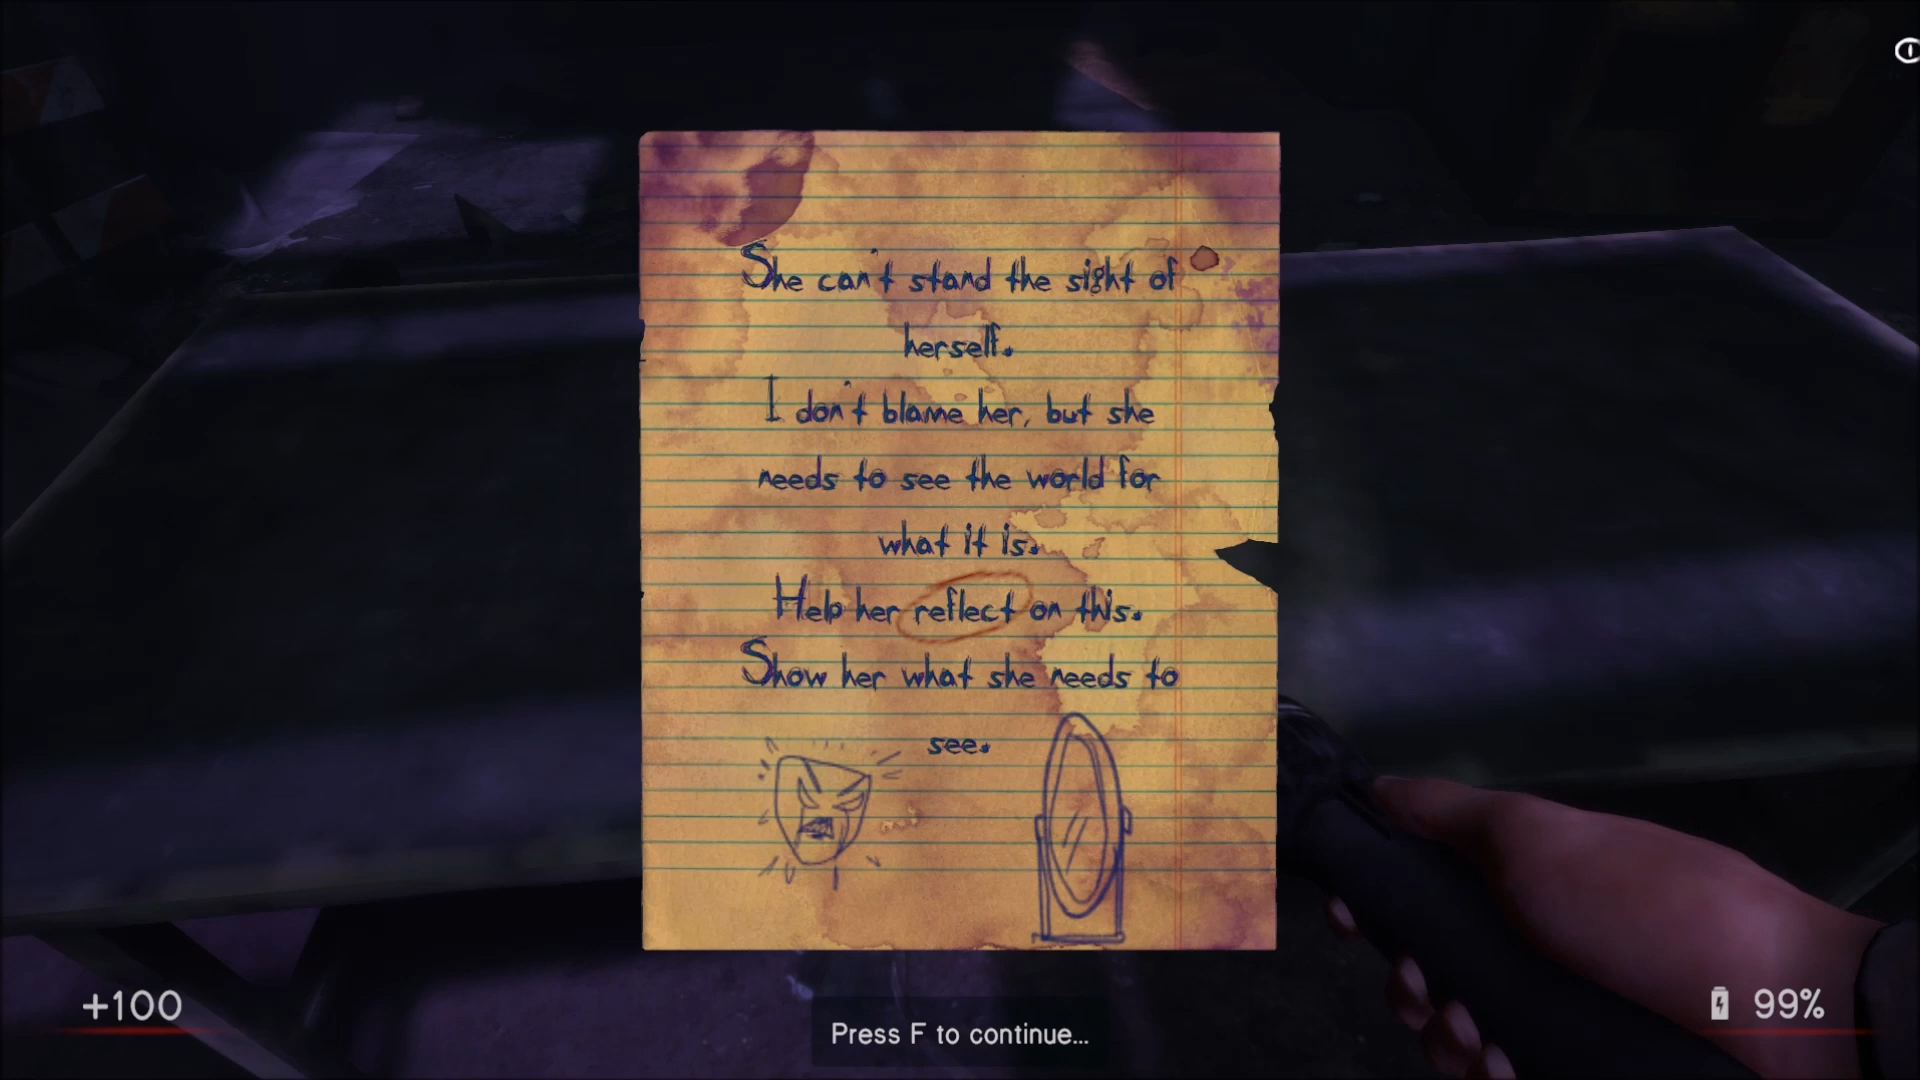 She can't stand the sight of
herself.
I don't blame her, but she
needs to see the world for
what it is.
Help her reflect on this.
Show her what she needs to
see.
+100
99%
Press F to continue...